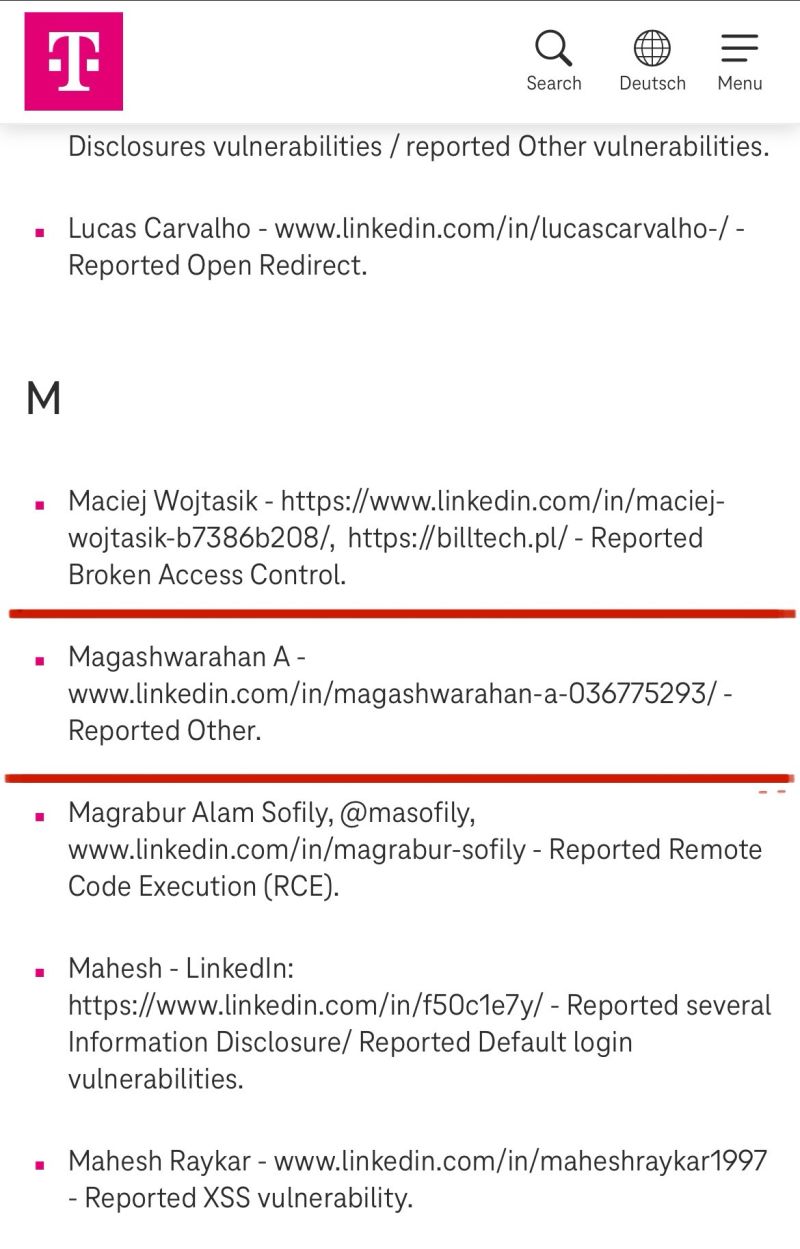 Search
Deutsch
Menu
Disclosures vulnerabilities / reported Other vulnerabilities.
Lucas Carvalho - www.linkedin.com/in/lucascarvalho-/ -
Reported Open Redirect.
M
Maciej Wojtasik - https://www.linkedin.com/in/maciej-
wojtasik-b7386b208/, https://billtech.pl/ - Reported
Broken Access Control.
Magashwarahan A -
www.linkedin.com/in/magashwarahan-a-036775293/ -
Reported Other.
Magrabur Alam Sofily, @masofily,
www.linkedin.com/in/magrabur-sofily - Reported Remote
Code Execution (RCE).
Mahesh - LinkedIn:
https://www.linkedin.com/in/f50c1e7y/ - Reported several
Information Disclosure/ Reported Default login
vulnerabilities.
Mahesh Raykar - www.linkedin.com/in/maheshraykar1997
- Reported XSS vulnerability.